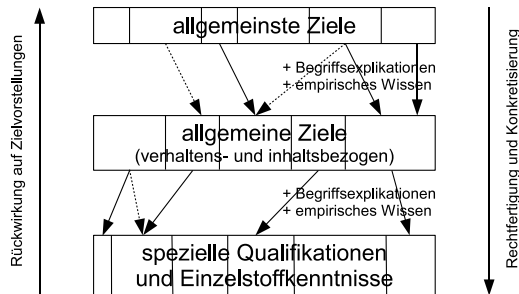 allgemeinste Ziele
+ Begriffsexplikationen
+ empirisches Wissen
allgemeine Ziele
(verhaltens- und inhaltsbezogen)
+ Begriffsexplikationen
+ empirisches Wissen
spezielle Qualifikationen
und Einzelstoffkenntnisse
Rückwirkung auf Zielvorstellungen
Rechtfertigung und Konkretisierung